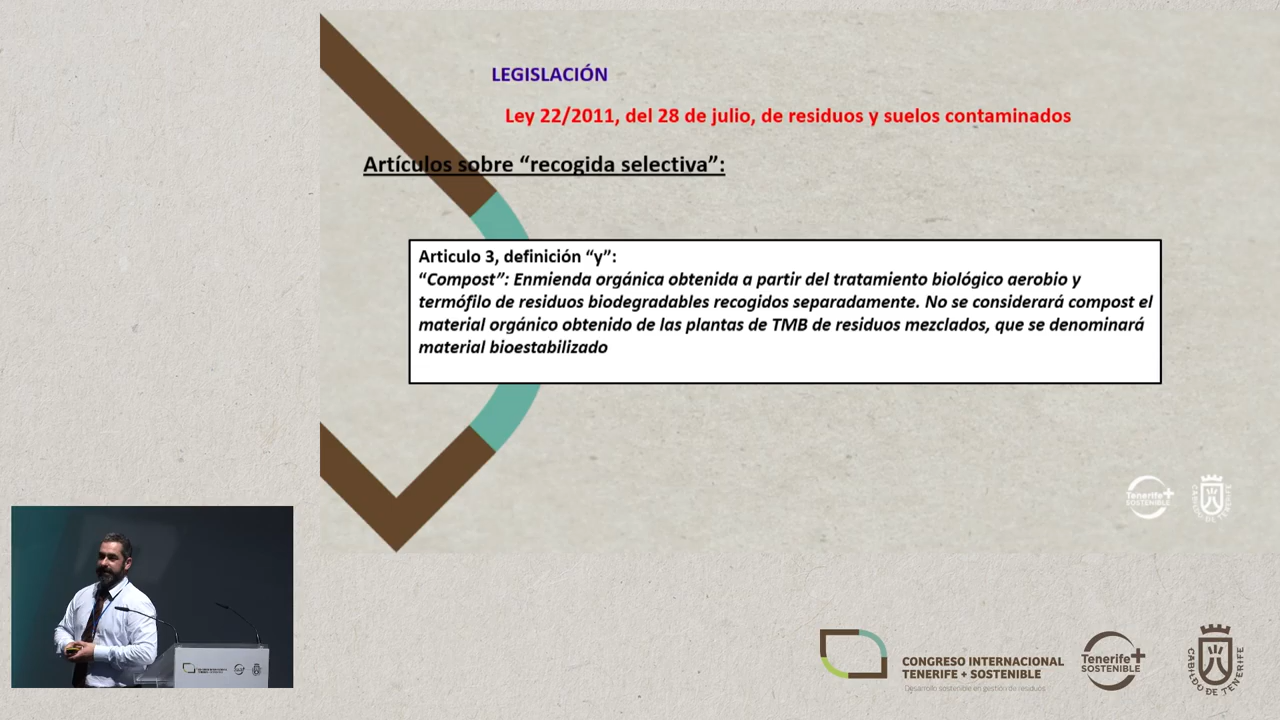 LEGISLACIÓN
Ley 22/2011, del 28 de julio, de residuos y suelos contaminados
Artículos sobre “recogida selectiva”:
Articulo 3, definición “y”:
“Compost”: Enmienda orgánica obtenida a partir del tratamiento biológico aerobio y
termófilo de residuos biodegradables recogidos separadamente. No se considerará compost el
material orgánico obtenido de las plantas de TMB de residuos mezclados, que se denominará
material bioestabilizado
Tenerife+
SOSTENIBLE
CABILDO DE TENERIFE
CONGRESO INTERNACIONAL
TENERIFE + SOSTENIBLE
Desarrollo sostenible en gestión de residuos
Tenerife+
SOSTENIBLE
CABILDO DE TENERIFE